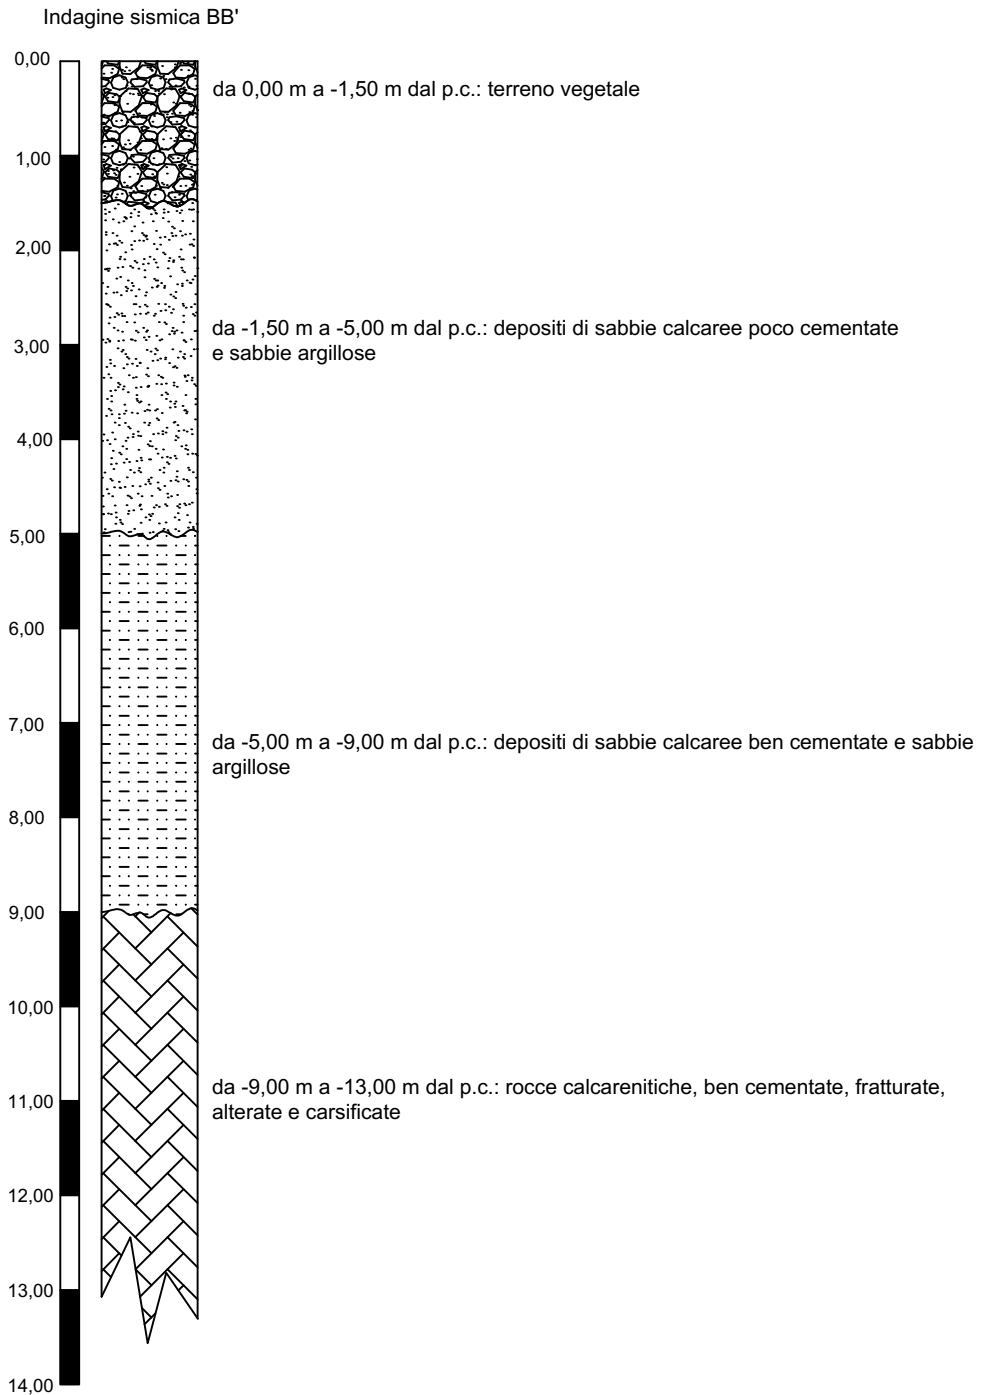 Indagine sismica BB'
0,00
da 0,00 m a -1,50 m dal p.c.: terreno vegetale
1,00
2,00
da -1,50 m a -5,00 m dal p.c.: depositi di sabbie calcaree poco cementate
3,00
e sabbie argillose
4,00
5,00
6,00
7,00
da -5,00 m a -9,00 m dal p.c.: depositi di sabbie calcaree ben cementate e sabbie
argillose
8,00
9,00
10,00
da -9,00 m a -13,00 m dal p.c.: rocce calcarenitiche, ben cementate, fratturate,
11,00
alterate e carsificate
12,00
13,00
14,00